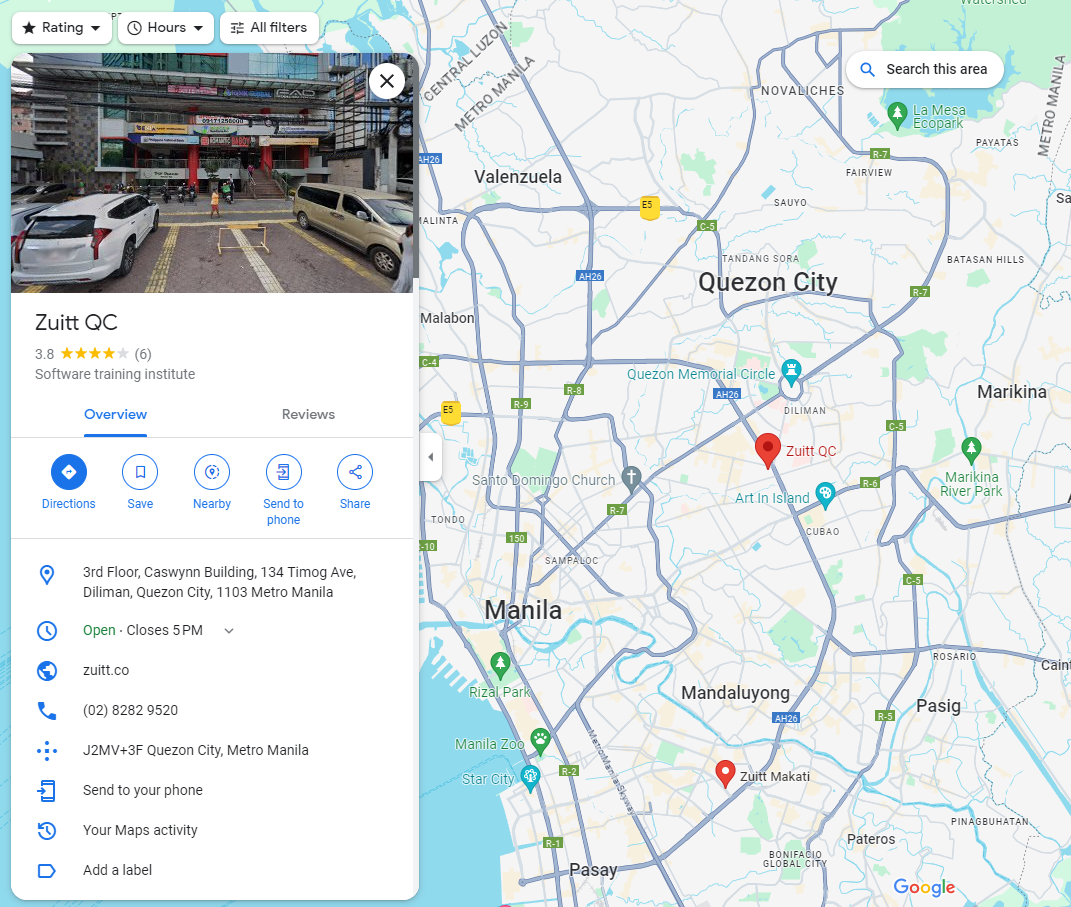 Rating
Hours
All filters
Search this area
09171258008
ROMANTIC BABOY
Zuitt QC
3.8 (6)
Software training institute
Overview
Reviews
Directions
Save
Nearby
Send to phone
Share
3rd Floor, Caswynn Building, 134 Timog Ave,
Diliman, Quezon City, 1103 Metro Manila
Open · Closes 5 PM
zuitt.co
(02) 8282 9520
J2MV+3F Quezon City, Metro Manila
Send to your phone
Your Maps activity
Add a label
Watershed
CENTRAL LUZON
METRO MANILA
METRO MANILA
NOVALICHES
La Mesa
Ecopark
PAYATAS
AH26
R-7
FAIRVIEW
Valenzuela
SAUYO
E5
C-5
MALINTA
TANDANG SORA
BATASAN HILLS
AH26
Quezon City
R-7
Malabon
C-4
Quezon Memorial Circle
R-8
AH26
Marikina
R-9
E5
DILIMAN
C-5
Zuitt QC
Santo Domingo Church
Marikina
River Park
R-6
Art In Island
R-7
TONDO
CUBAO
150
-10
SAMPALOC
C-5
Manila
ROSARIO
Caint
Rizal Park
Mandaluyong
Pasig
AH26
R-5
Manila Zoo
Metro Manila Skyway
R-2
Star City
Zuitt Makati
PINAGBUHATAN
R-1
Pateros
BONIFACIO
GLOBAL CITY
Pasay
Google